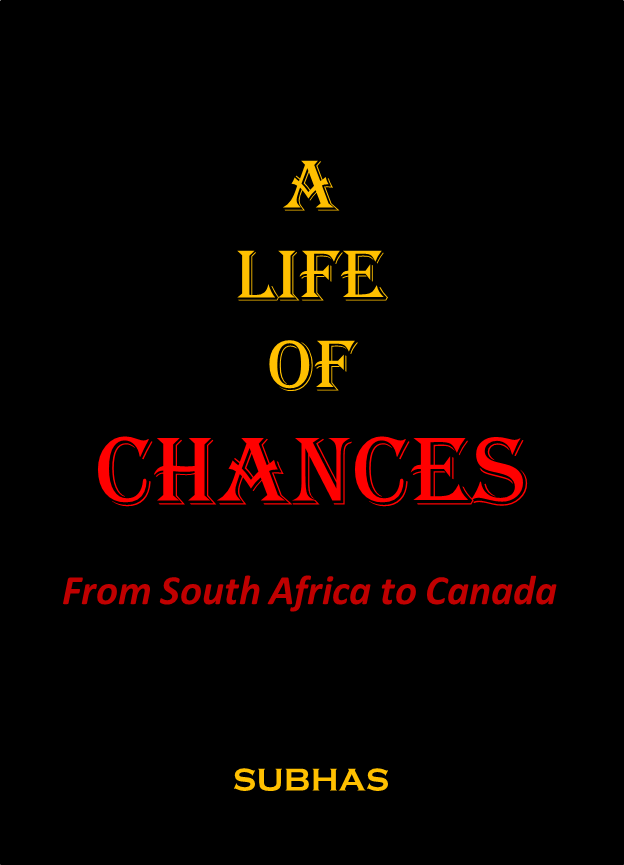 A
LIFE
OF
CHANCES
From South Africa to Canada
SUBHAS